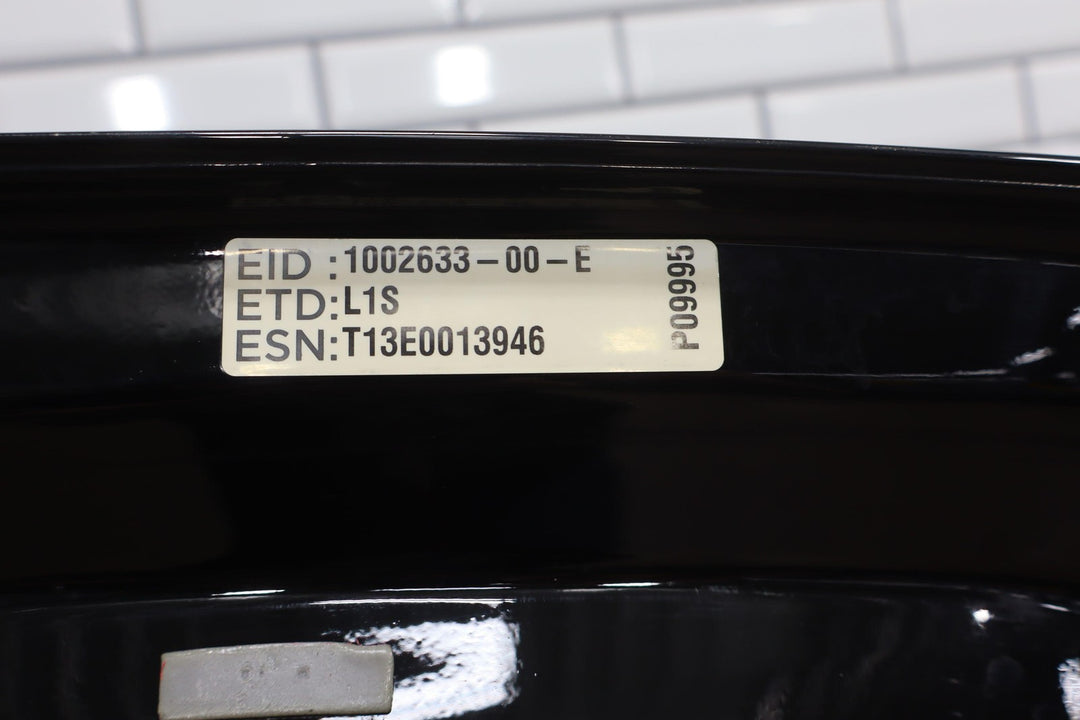 EID : 1002633-00-E
ETD: L1S
ESN: T13E0013946
P09995